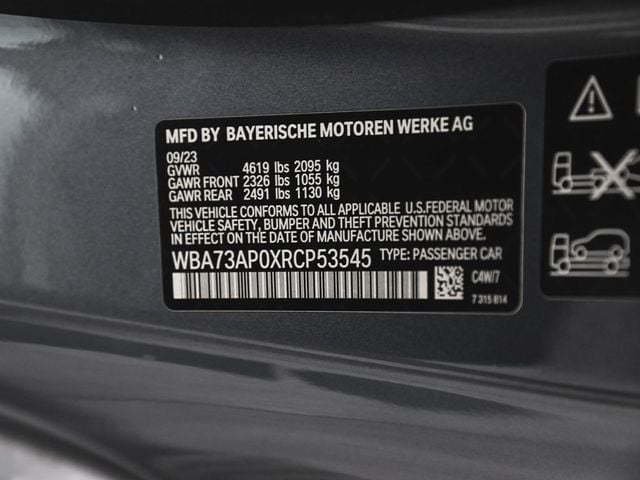 MFD BY BAYERISCHE MOTOREN WERKE AG
09/23
GVWR 4619 lbs 2095 kg
GAWR FRONT 2326 lbs 1055 kg
GAWR REAR 2491 lbs 1130 kg
THIS VEHICLE CONFORMS TO ALL APPLICABLE U.S.FEDERAL MOTOR
VEHICLE SAFETY, BUMPER AND THEFT PREVENTION STANDARDS
IN EFFECT ON THE DATE OF MANUFACTURE SHOWN ABOVE.
WBA73AP0XRCP53545 TYPE: PASSENGER CAR
C4W/7
7 315 814